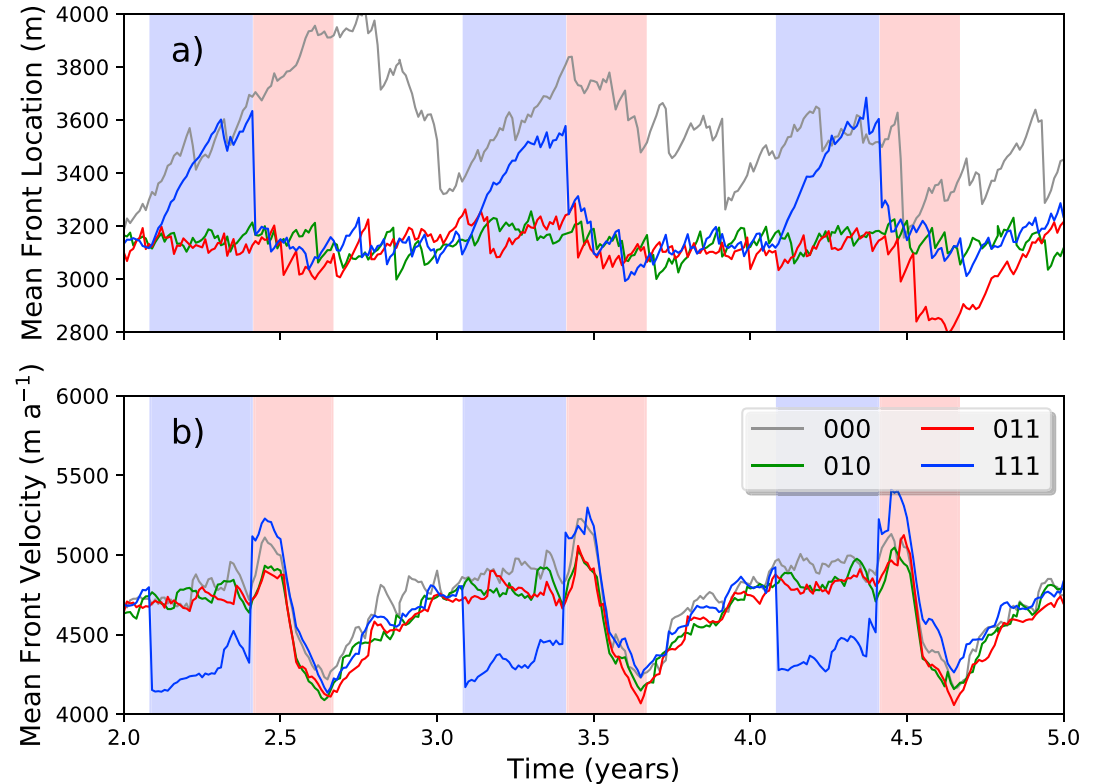 Mean Front Location (m)
a)
4000
3800
3600
3400
3200
3000
2800
Mean Front Velocity (m a⁻¹)
b)
6000
5500
5000
4500
4000
000
010
011
111
2.0 2.5 3.0 3.5 4.0 4.5 5.0
Time (years)